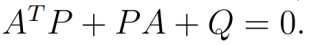 $A^T P + PA + Q = 0.$